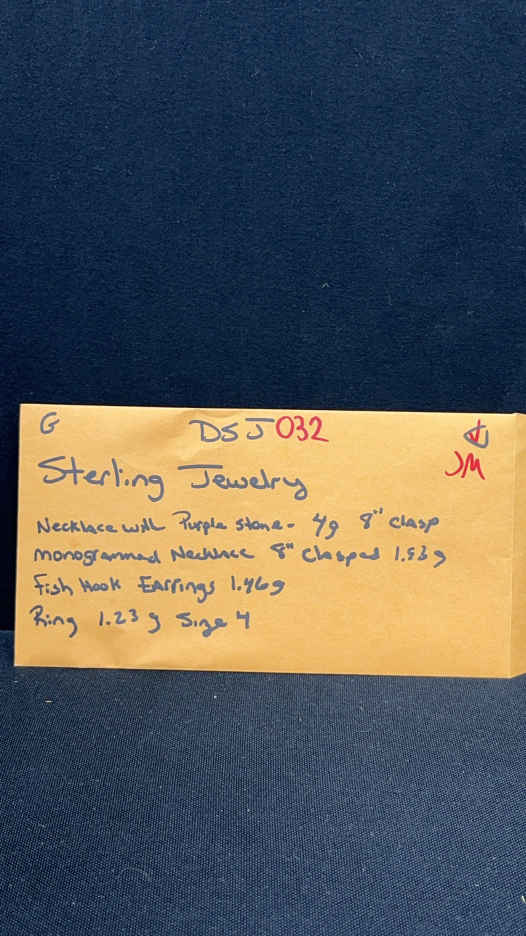 G
DSJ032
JM
Sterling Jewelry
Necklace with Purple stone - 4g 8" clasp
monogrammed Necklace 8" clasped 1.53g
Fish Hook Earrings 1.46g
Ring 1.23g Size 4